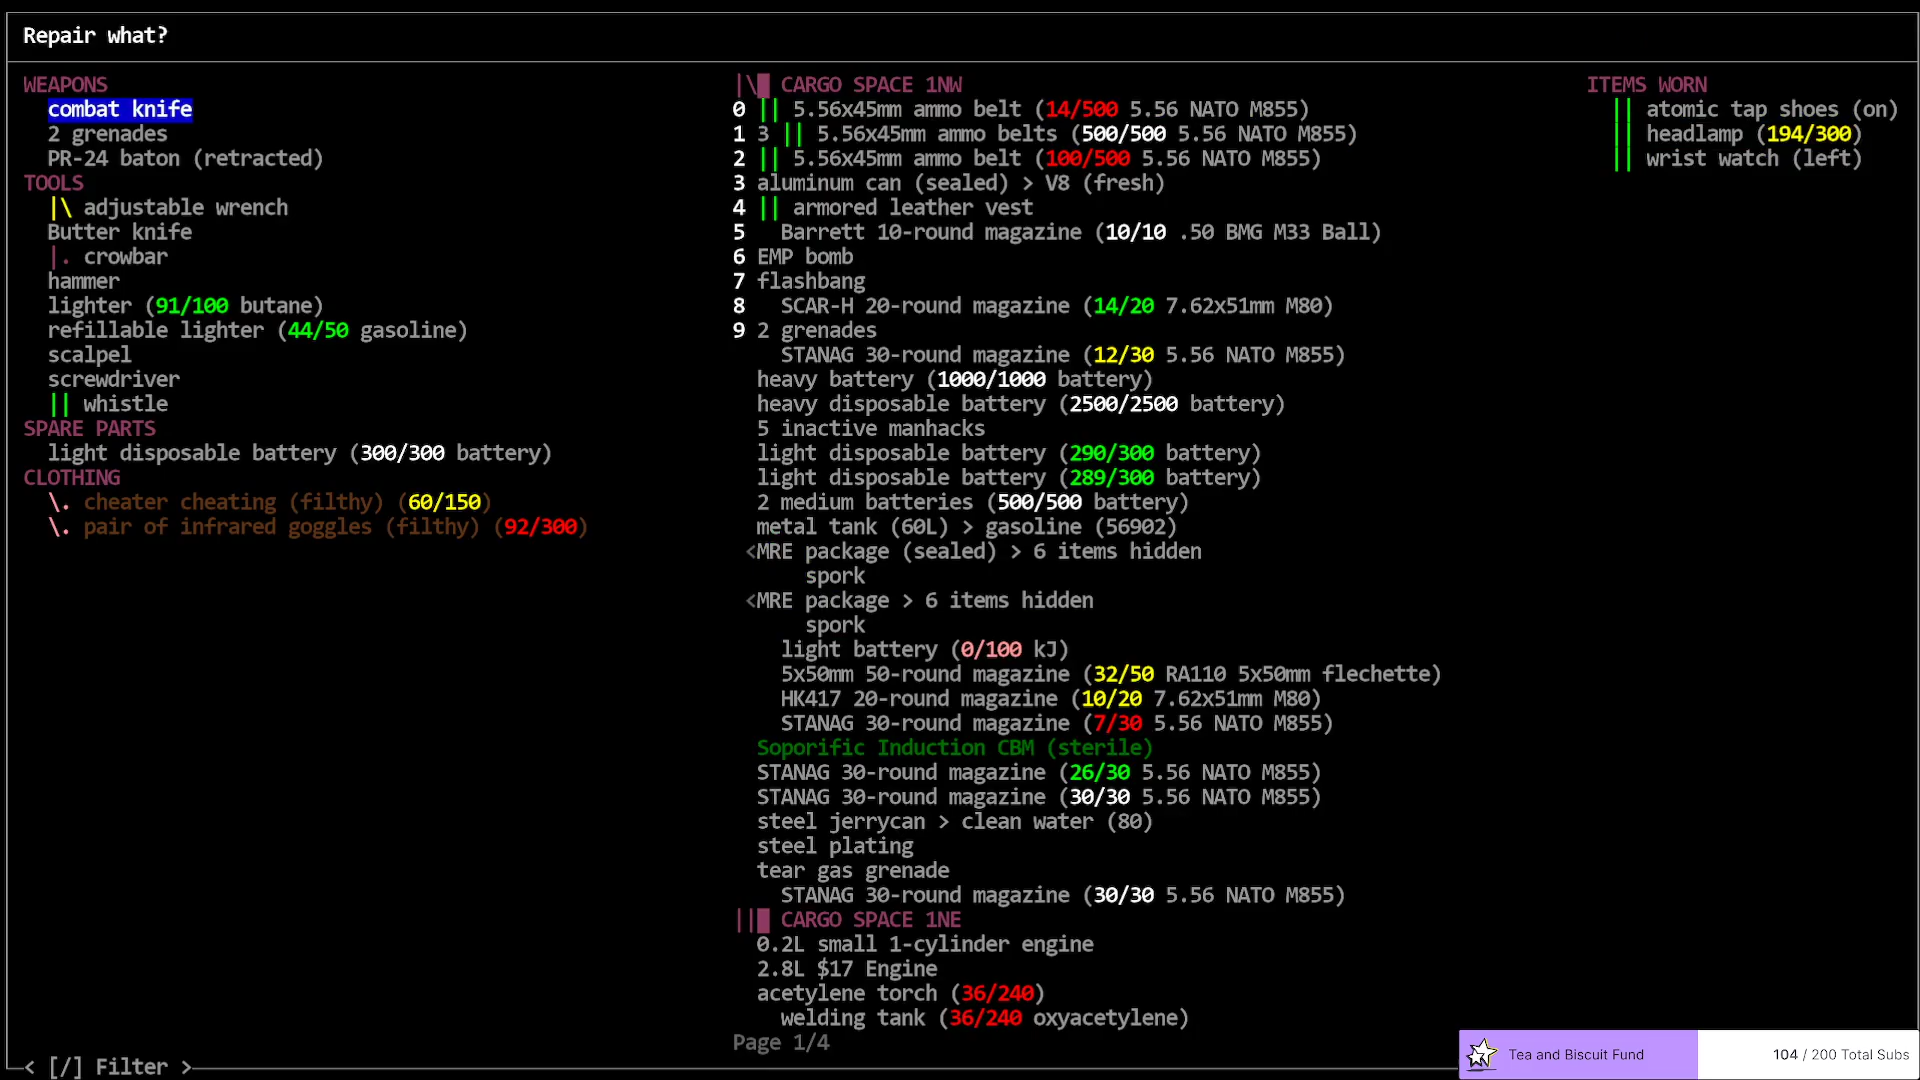 Repair what?
WEAPONS
combat knife
2 grenades
PR-24 baton (retracted)
TOOLS
|\ adjustable wrench
Butter knife
|. crowbar
hammer
lighter (91/100 butane)
refillable lighter (44/50 gasoline)
scalpel
screwdriver
|| whistle
SPARE PARTS
light disposable battery (300/300 battery)
CLOTHING
\. cheater cheating (filthy) (60/150)
\. pair of infrared goggles (filthy) (92/300)
|\█ CARGO SPACE 1NW
0 || 5.56x45mm ammo belt (14/500 5.56 NATO M855)
1 3 || 5.56x45mm ammo belts (500/500 5.56 NATO M855)
2 || 5.56x45mm ammo belt (100/500 5.56 NATO M855)
3 aluminum can (sealed) > V8 (fresh)
4 || armored leather vest
5 Barrett 10-round magazine (10/10 .50 BMG M33 Ball)
6 EMP bomb
7 flashbang
8 SCAR-H 20-round magazine (14/20 7.62x51mm M80)
9 2 grenades
STANAG 30-round magazine (12/30 5.56 NATO M855)
heavy battery (1000/1000 battery)
heavy disposable battery (2500/2500 battery)
5 inactive manhacks
light disposable battery (290/300 battery)
light disposable battery (289/300 battery)
2 medium batteries (500/500 battery)
metal tank (60L) > gasoline (56902)
<MRE package (sealed) > 6 items hidden
spork
<MRE package > 6 items hidden
spork
light battery (0/100 kJ)
5x50mm 50-round magazine (32/50 RA110 5x50mm flechette)
HK417 20-round magazine (10/20 7.62x51mm M80)
STANAG 30-round magazine (7/30 5.56 NATO M855)
Soporific Induction CBM (sterile)
STANAG 30-round magazine (26/30 5.56 NATO M855)
STANAG 30-round magazine (30/30 5.56 NATO M855)
steel jerrycan > clean water (80)
steel plating
tear gas grenade
STANAG 30-round magazine (30/30 5.56 NATO M855)
||█ CARGO SPACE 1NE
0.2L small 1-cylinder engine
2.8L $17 Engine
acetylene torch (36/240)
welding tank (36/240 oxyacetylene)
Page 1/4
ITEMS WORN
|| atomic tap shoes (on)
|| headlamp (194/300)
|| wrist watch (left)
< [/] Filter >
Tea and Biscuit Fund
104 / 200 Total Subs